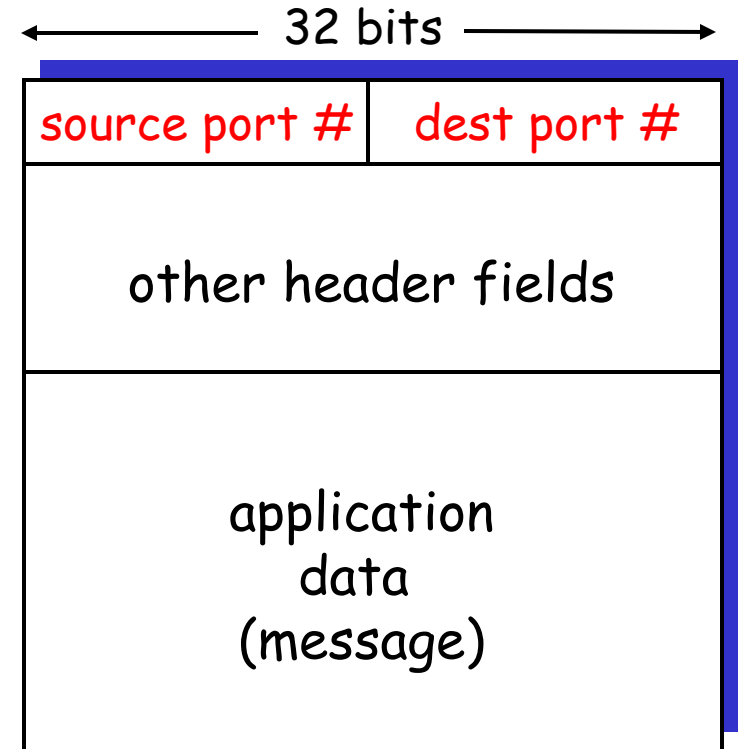 32 bits
source port # dest port #
other header fields
application
data
(message)